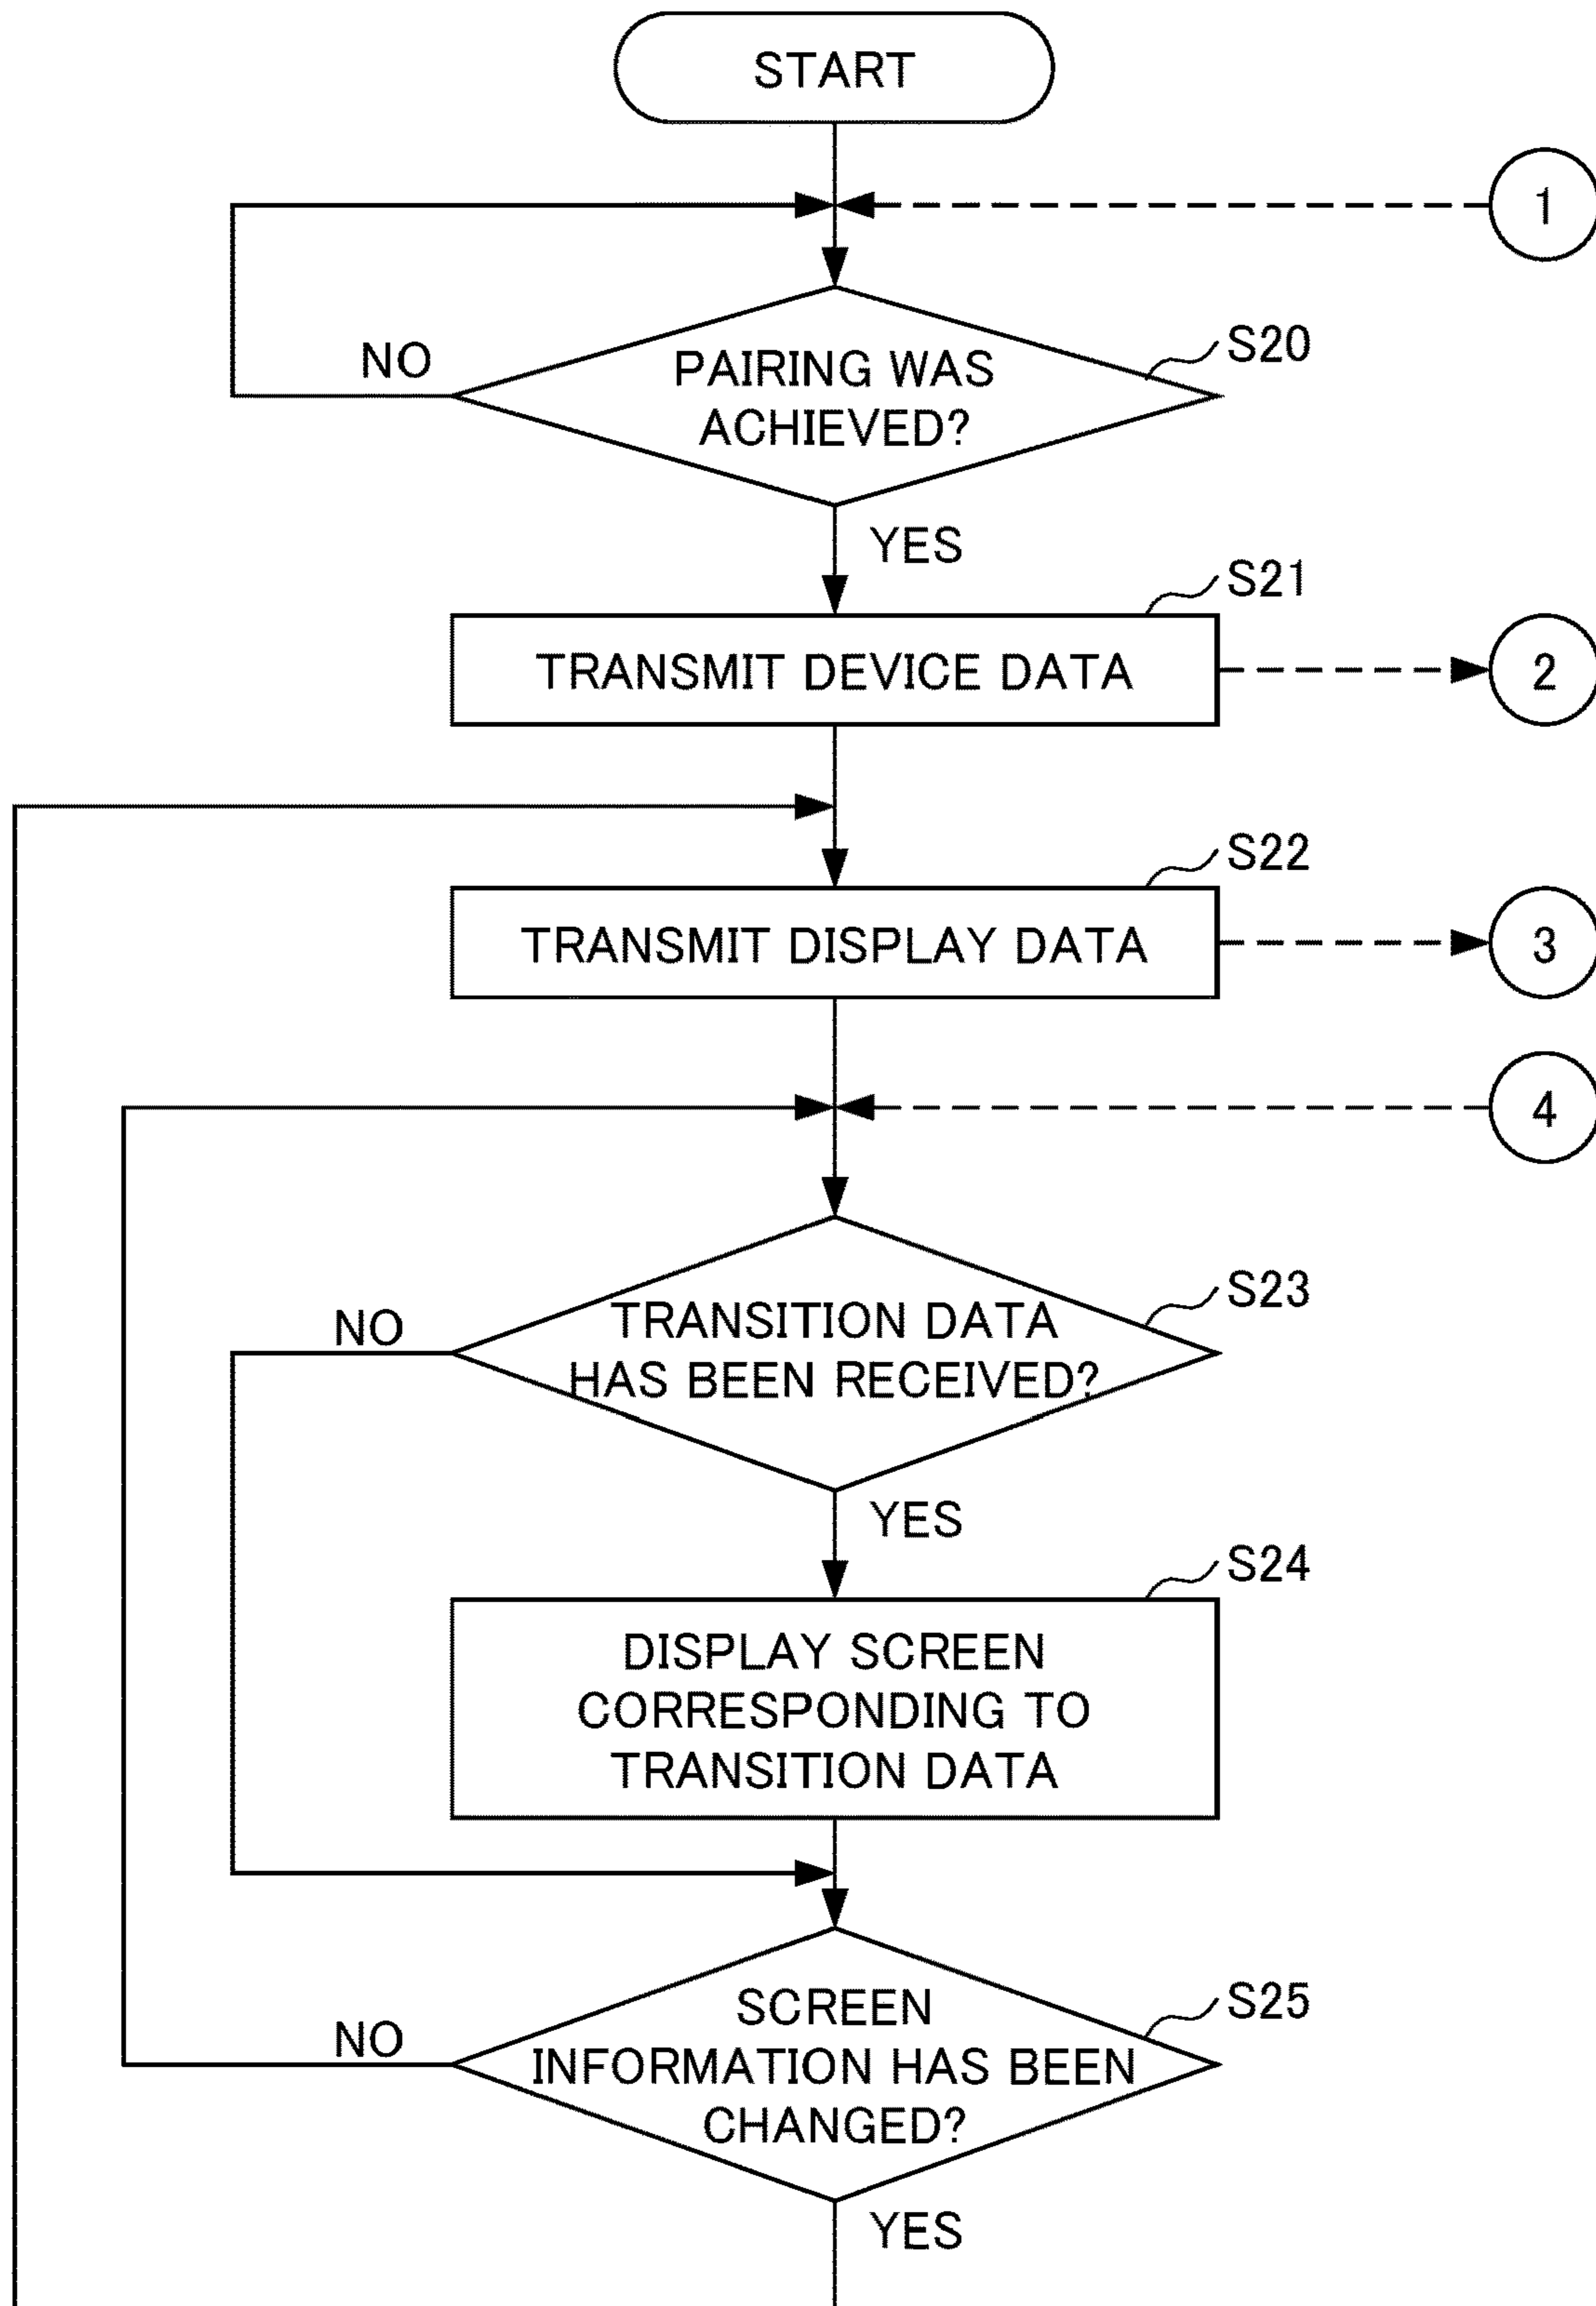 START
1
NO
PAIRING WAS
ACHIEVED?
S20
YES
S21
TRANSMIT DEVICE DATA
2
S22
TRANSMIT DISPLAY DATA
3
4
S23
NO
TRANSITION DATA
HAS BEEN RECEIVED?
YES
S24
DISPLAY SCREEN
CORRESPONDING TO
TRANSITION DATA
S25
NO
SCREEN
INFORMATION HAS BEEN
CHANGED?
YES